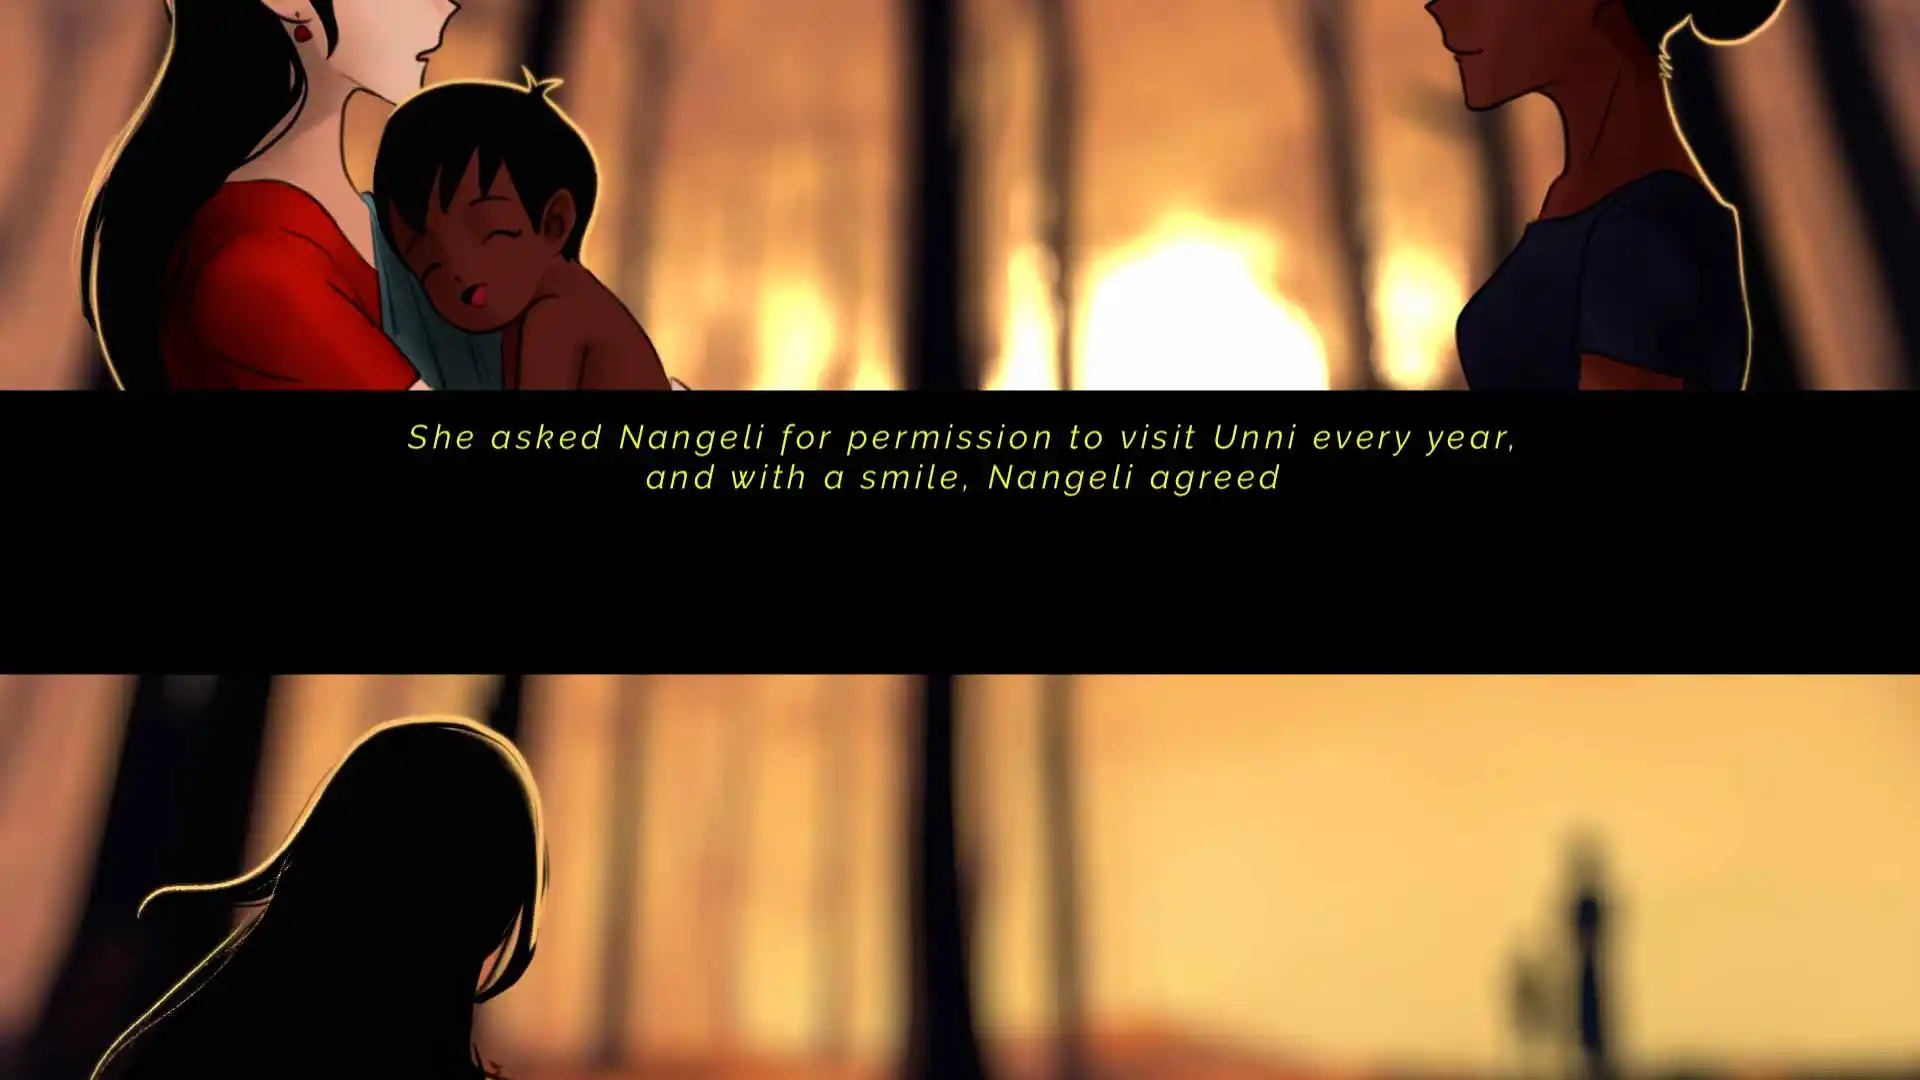 She asked Nangeli for permission to visit Unni every year,
and with a smile, Nangeli agreed